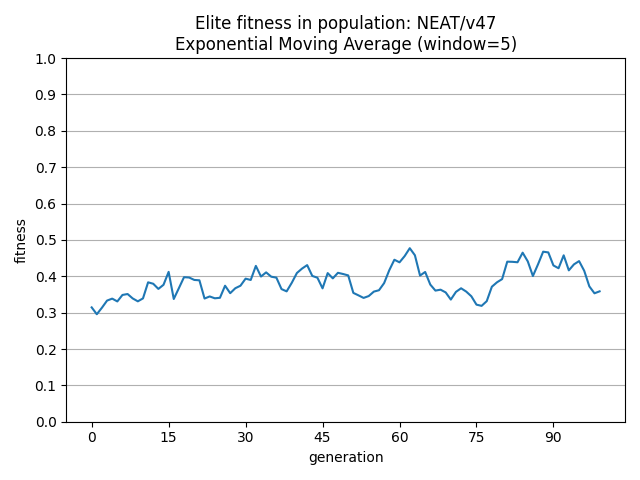 Elite fitness in population: NEAT/v47
Exponential Moving Average (window=5)
1.0
0.9
0.8
0.7
0.6
0.5
0.4
0.3
0.2
0.1
0.0
fitness
0 15 30 45 60 75 90
generation